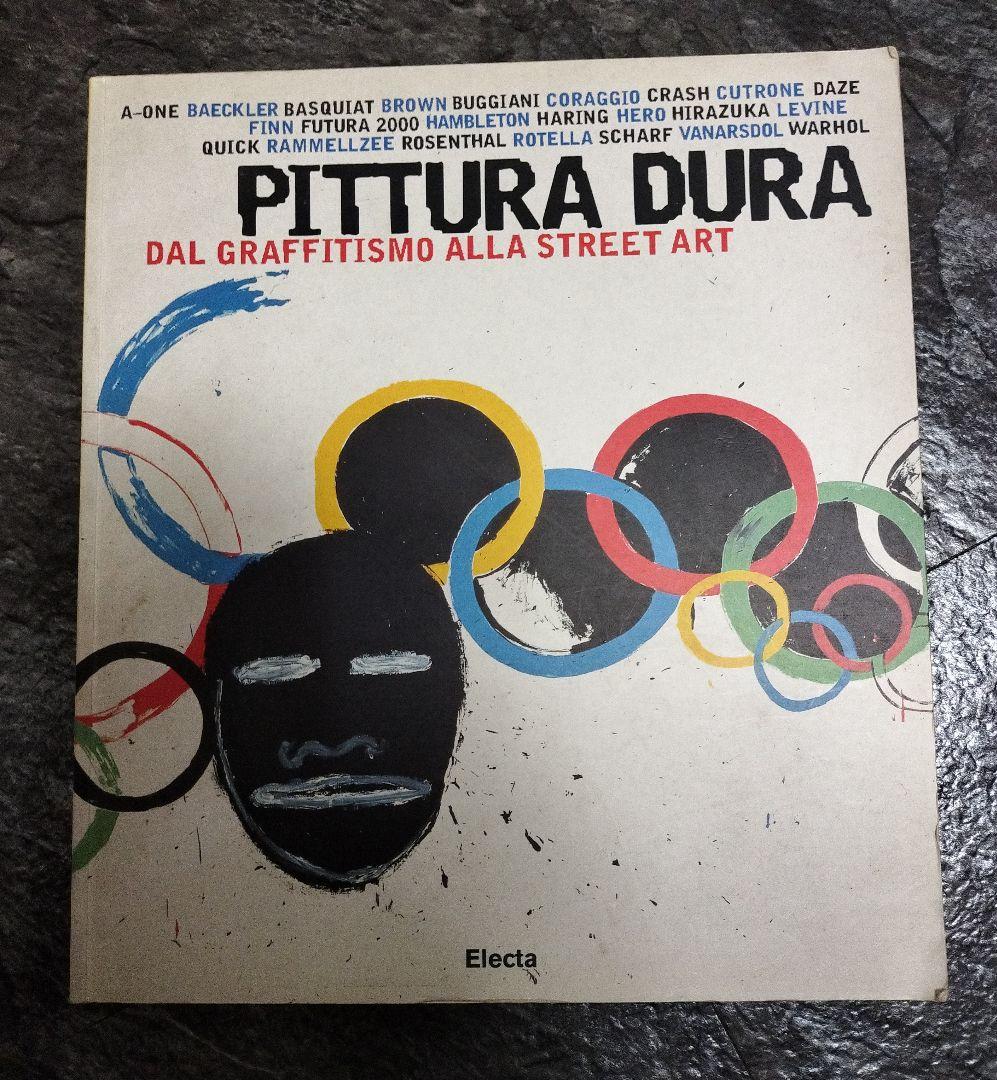 A-ONE BAECKLER BASQUIAT BROWN BUGGIANI CORAGGIO CRASH CUTRONE DAZE
FINN FUTURA 2000 HAMBLETON HARING HERO HIRAZUKA LEVINE
QUICK RAMMELLZEE ROSENTHAL ROTELLA SCHARF VANARSDOL WARHOL
PITTURA DURA
DAL GRAFFITISMO ALLA STREET ART
Electa